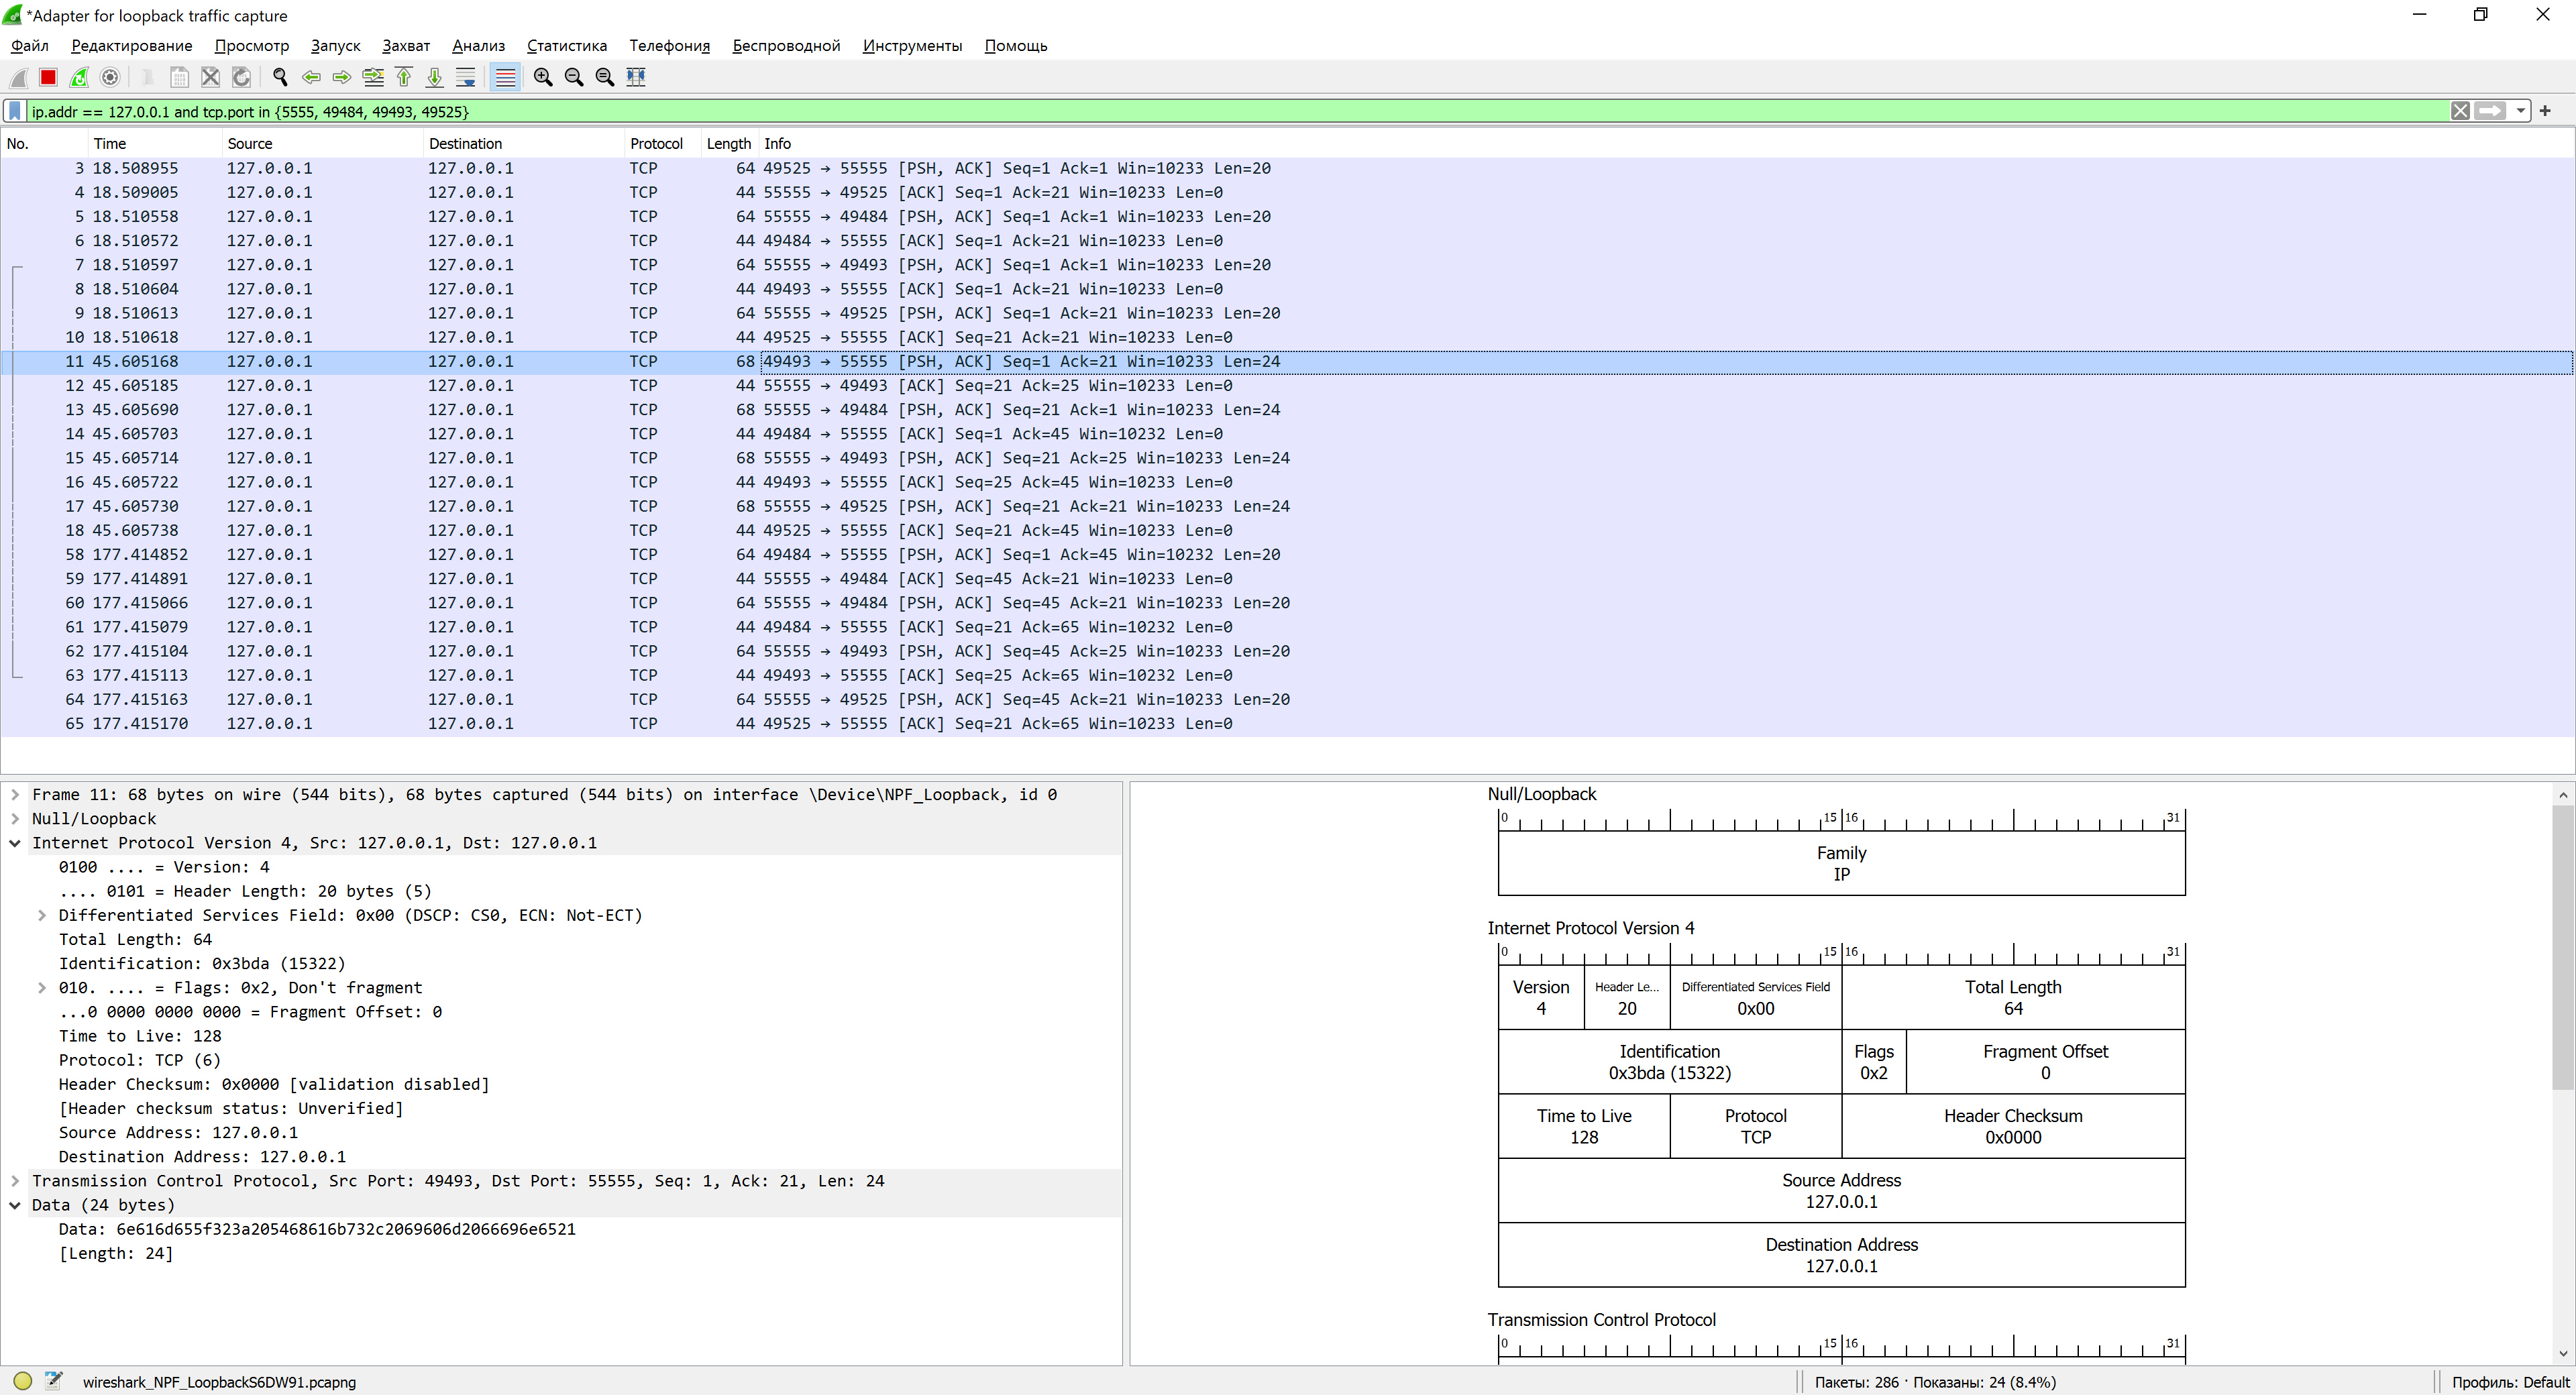 *Adapter for loopback traffic capture
Файл Редактирование Просмотр Запуск Захват Анализ Статистика Телефония Беспроводной Инструменты Помощь
ip.addr == 127.0.0.1 and tcp.port in {5555, 49484, 49493, 49525}
No. Time Source Destination Protocol Length Info
3 18.508955 127.0.0.1 127.0.0.1 TCP 64 49525 → 55555 [PSH, ACK] Seq=1 Ack=1 Win=10233 Len=20
4 18.509005 127.0.0.1 127.0.0.1 TCP 44 55555 → 49525 [ACK] Seq=1 Ack=21 Win=10233 Len=0
5 18.510558 127.0.0.1 127.0.0.1 TCP 64 55555 → 49484 [PSH, ACK] Seq=1 Ack=1 Win=10233 Len=20
6 18.510572 127.0.0.1 127.0.0.1 TCP 44 49484 → 55555 [ACK] Seq=1 Ack=21 Win=10233 Len=0
7 18.510597 127.0.0.1 127.0.0.1 TCP 64 55555 → 49493 [PSH, ACK] Seq=1 Ack=1 Win=10233 Len=20
8 18.510604 127.0.0.1 127.0.0.1 TCP 44 49493 → 55555 [ACK] Seq=1 Ack=21 Win=10233 Len=0
9 18.510613 127.0.0.1 127.0.0.1 TCP 64 55555 → 49525 [PSH, ACK] Seq=1 Ack=21 Win=10233 Len=20
10 18.510618 127.0.0.1 127.0.0.1 TCP 44 49525 → 55555 [ACK] Seq=21 Ack=21 Win=10233 Len=0
11 45.605168 127.0.0.1 127.0.0.1 TCP 68 49493 → 55555 [PSH, ACK] Seq=1 Ack=21 Win=10233 Len=24
12 45.605185 127.0.0.1 127.0.0.1 TCP 44 55555 → 49493 [ACK] Seq=21 Ack=25 Win=10233 Len=0
13 45.605690 127.0.0.1 127.0.0.1 TCP 68 55555 → 49484 [PSH, ACK] Seq=21 Ack=1 Win=10233 Len=24
14 45.605703 127.0.0.1 127.0.0.1 TCP 44 49484 → 55555 [ACK] Seq=1 Ack=45 Win=10232 Len=0
15 45.605714 127.0.0.1 127.0.0.1 TCP 68 55555 → 49493 [PSH, ACK] Seq=21 Ack=25 Win=10233 Len=24
16 45.605722 127.0.0.1 127.0.0.1 TCP 44 49493 → 55555 [ACK] Seq=25 Ack=45 Win=10233 Len=0
17 45.605730 127.0.0.1 127.0.0.1 TCP 68 55555 → 49525 [PSH, ACK] Seq=21 Ack=21 Win=10233 Len=24
18 45.605738 127.0.0.1 127.0.0.1 TCP 44 49525 → 55555 [ACK] Seq=21 Ack=45 Win=10233 Len=0
58 177.414852 127.0.0.1 127.0.0.1 TCP 64 49484 → 55555 [PSH, ACK] Seq=1 Ack=45 Win=10232 Len=20
59 177.414891 127.0.0.1 127.0.0.1 TCP 44 55555 → 49484 [ACK] Seq=45 Ack=21 Win=10233 Len=0
60 177.415066 127.0.0.1 127.0.0.1 TCP 64 55555 → 49484 [PSH, ACK] Seq=45 Ack=21 Win=10233 Len=20
61 177.415079 127.0.0.1 127.0.0.1 TCP 44 49484 → 55555 [ACK] Seq=21 Ack=65 Win=10232 Len=0
62 177.415104 127.0.0.1 127.0.0.1 TCP 64 55555 → 49493 [PSH, ACK] Seq=45 Ack=25 Win=10233 Len=20
63 177.415113 127.0.0.1 127.0.0.1 TCP 44 49493 → 55555 [ACK] Seq=25 Ack=65 Win=10232 Len=0
64 177.415163 127.0.0.1 127.0.0.1 TCP 64 55555 → 49525 [PSH, ACK] Seq=45 Ack=21 Win=10233 Len=20
65 177.415170 127.0.0.1 127.0.0.1 TCP 44 49525 → 55555 [ACK] Seq=21 Ack=65 Win=10233 Len=0
Frame 11: 68 bytes on wire (544 bits), 68 bytes captured (544 bits) on interface \Device\NPF_Loopback, id 0
Null/Loopback
Internet Protocol Version 4, Src: 127.0.0.1, Dst: 127.0.0.1
0100 .... = Version: 4
.... 0101 = Header Length: 20 bytes (5)
Differentiated Services Field: 0x00 (DSCP: CS0, ECN: Not-ECT)
Total Length: 64
Identification: 0x3bda (15322)
010. .... = Flags: 0x2, Don't fragment
...0 0000 0000 0000 = Fragment Offset: 0
Time to Live: 128
Protocol: TCP (6)
Header Checksum: 0x0000 [validation disabled]
[Header checksum status: Unverified]
Source Address: 127.0.0.1
Destination Address: 127.0.0.1
Transmission Control Protocol, Src Port: 49493, Dst Port: 55555, Seq: 1, Ack: 21, Len: 24
Data (24 bytes)
Data: 6e616d655f323a205468616b732c2069606d2066696e6521
[Length: 24]
Null/Loopback
0 15 16 31
Family
IP
Internet Protocol Version 4
0 15 16 31
Version Header Le... Differentiated Services Field Total Length
4 20 0x00 64
Identification Flags Fragment Offset
0x3bda (15322) 0x2 0
Time to Live Protocol Header Checksum
128 TCP 0x0000
Source Address
127.0.0.1
Destination Address
127.0.0.1
Transmission Control Protocol
0 15 16 31
wireshark_NPF_LoopbackS6DW91.pcapng Пакеты: 286 · Показаны: 24 (8.4%) Профиль: Default